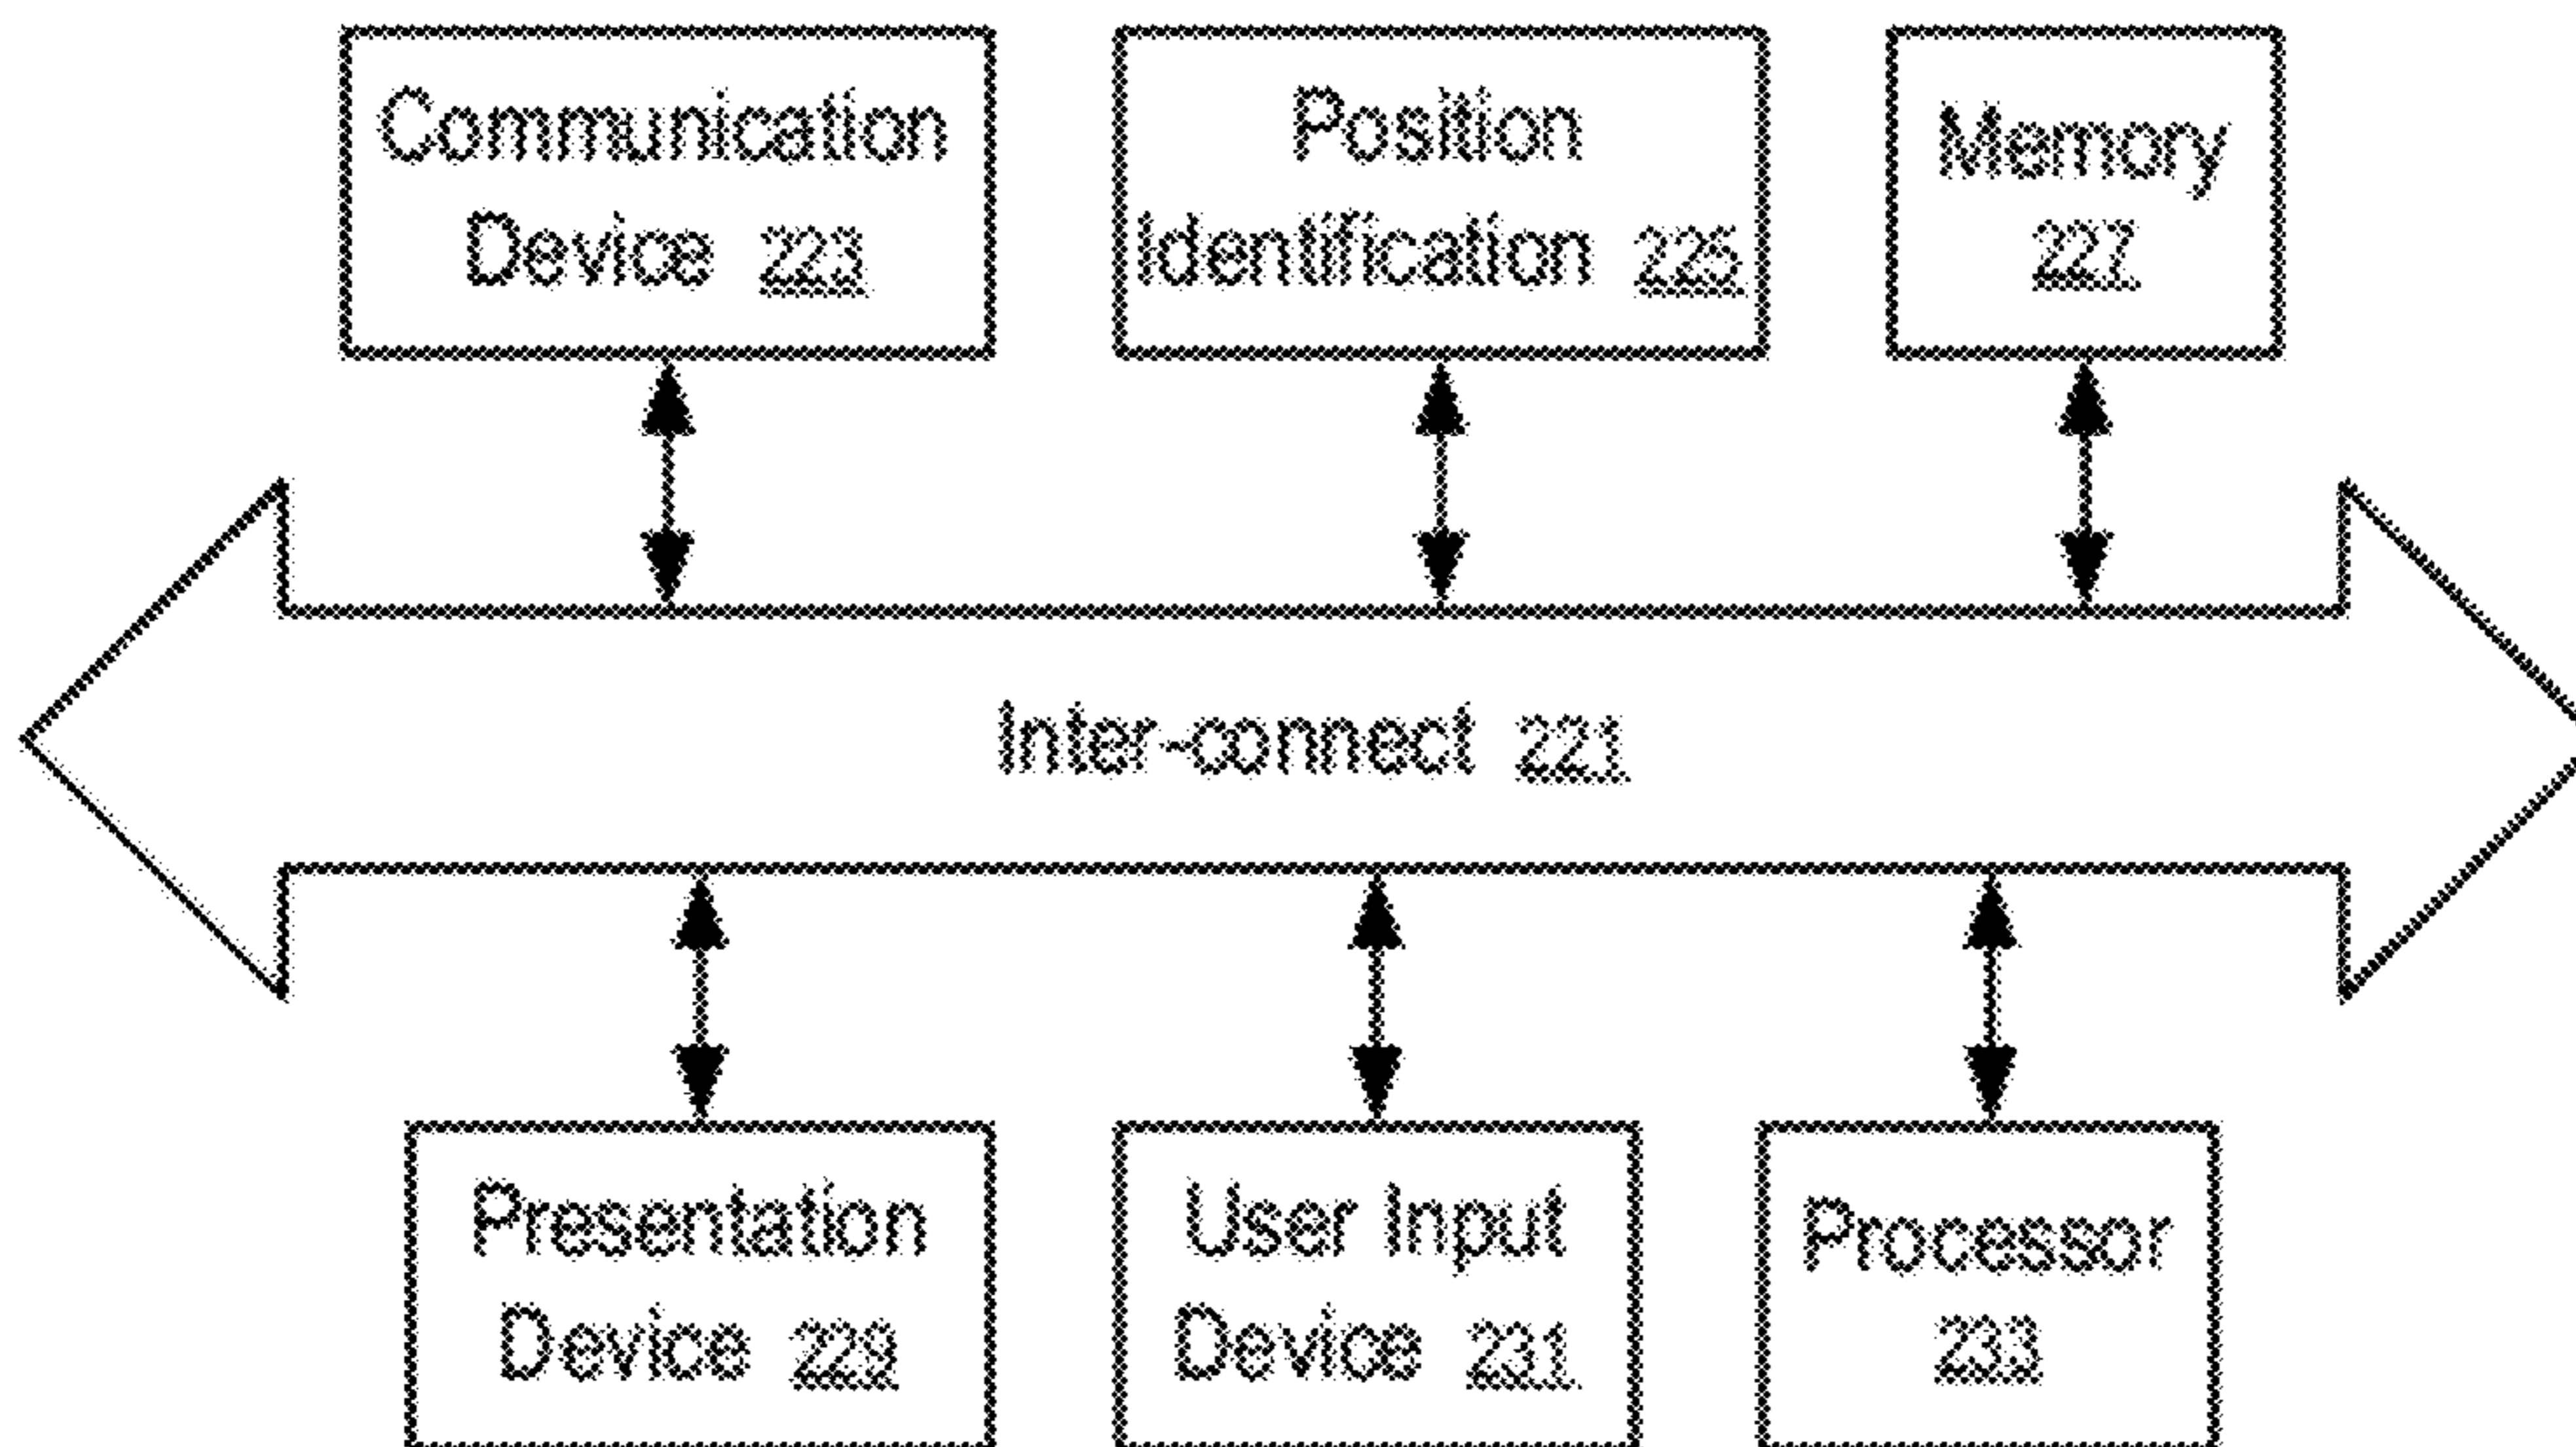 Communication
Device 223
Position
Identification 225
Memory
227
Inter-connect 221
Presentation
Device 229
User Input
Device 231
Processor
233